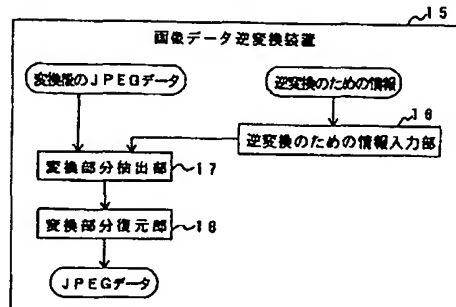 15
画像データ逆変換装置
変換版のJPEGデータ
逆変換のための情報
16
逆変換のための情報入力部
変換部分抽出部
17
変換部分復元部
18
JPEGデータ